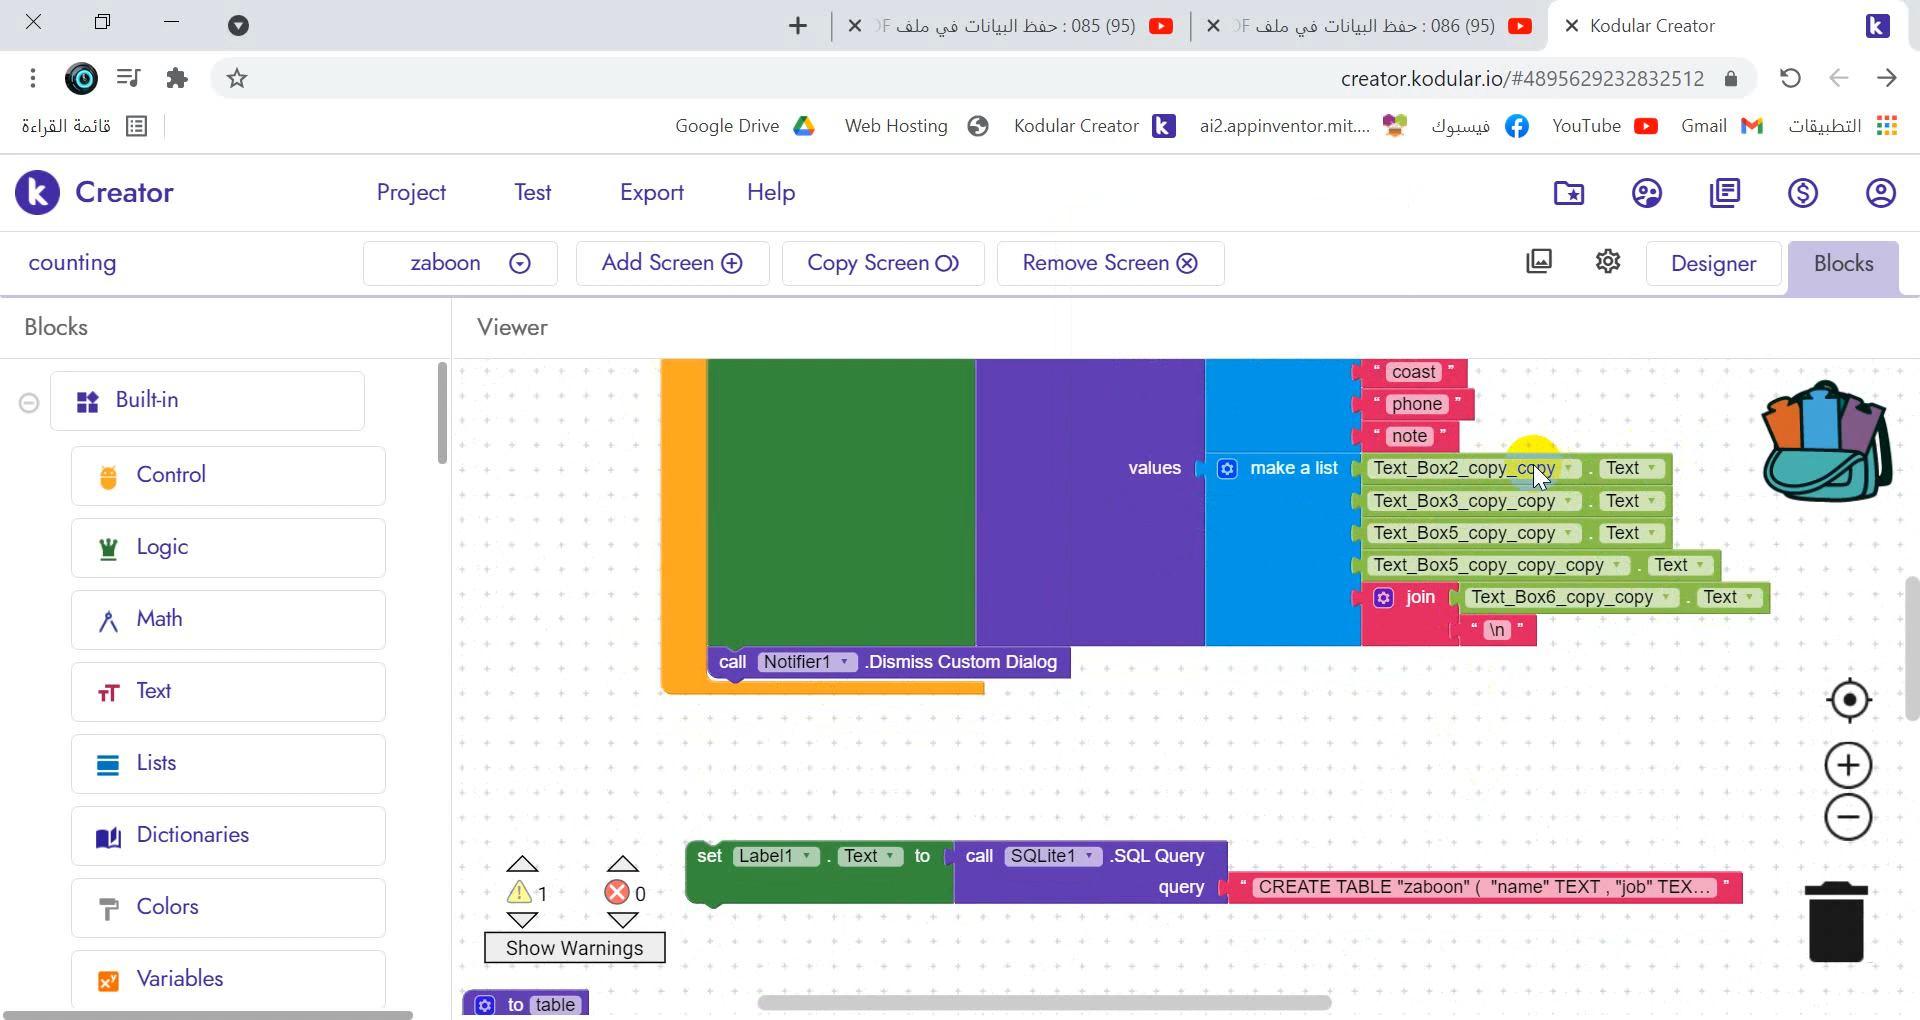 (95) 085 : حفظ البيانات في ملف
(95) 086 : حفظ البيانات في ملف
Kodular Creator
creator.kodular.io/#4895629232832512
قائمة القراءة
Google Drive
Web Hosting
Kodular Creator
ai2.appinventor.mit....
فيسبوك
YouTube
Gmail
التطبيقات
Creator
Project
Test
Export
Help
counting
zaboon
Add Screen
Copy Screen
Remove Screen
Designer
Blocks
Blocks
Viewer
Built-in
Control
Logic
Math
Text
Lists
Dictionaries
Colors
Variables
" coast "
" phone "
" note "
values make a list Text_Box2_copy_copy . Text
Text_Box3_copy_copy . Text
Text_Box5_copy_copy . Text
Text_Box5_copy_copy_copy . Text
join Text_Box6_copy_copy . Text
" \n "
call Notifier1 .Dismiss Custom Dialog
set Label1 . Text to call SQLite1 .SQL Query
query " CREATE TABLE "zaboon" ( "name" TEXT , "job" TEX... "
1 0
Show Warnings
to table